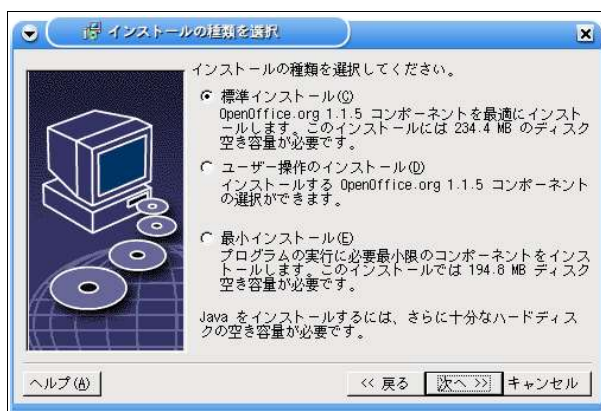 インストールの種類を選択
インストールの種類を選択してください。
標準インストール(C)
OpenOffice.org 1.1.5 コンポーネントを最適にインスト
ールします。このインストールには 234.4 MB のディスク
空き容量が必要です。
ユーザー操作のインストール(D)
インストールする OpenOffice.org 1.1.5 コンポーネント
の選択ができます。
最小インストール(E)
プログラムの実行に必要最小限のコンポーネントをインス
トールします。このインストールでは 194.8 MB ディスク
空き容量が必要です。
Java をインストールするには、さらに十分なハードディス
クの空き容量が必要です。
ヘルプ(A) << 戻る 次へ >> キャンセル